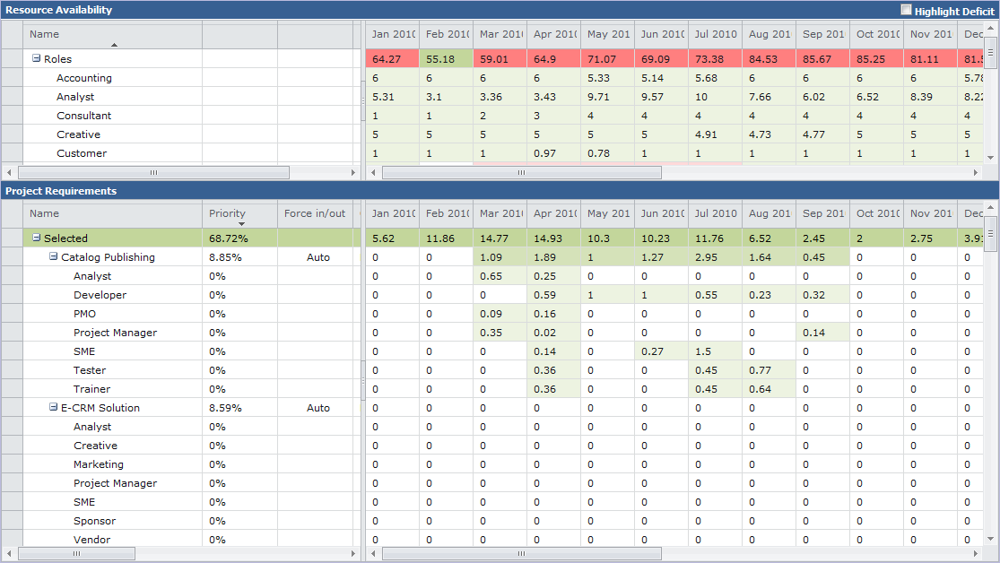 Resource Availability Highlight Deficit
Name Jan 2010 Feb 2010 Mar 201 Apr 2010 May 201 Jun 2010 Jul 2010 Aug 201 Sep 201 Oct 2010 Nov 201 Dec
Roles 64.27 55.18 59.01 64.9 71.07 69.09 73.38 84.53 85.67 85.25 81.11 81.5
Accounting 6 6 6 6 5.33 5.14 5.68 6 6 6 6 5.78
Analyst 5.31 3.1 3.36 3.43 9.71 9.57 10 7.66 6.02 6.52 8.39 8.22
Consultant 1 1 2 3 4 4 4 4 4 4 4 4
Creative 5 5 5 5 5 5 4.91 4.73 4.77 5 5 5
Customer 1 1 1 0.97 0.78 1 1 1 1 1 1 1
Project Requirements
Name Priority Force in/out Jan 2010 Feb 2010 Mar 201 Apr 2010 May 201 Jun 2010 Jul 2010 Aug 201 Sep 201 Oct 2010 Nov 201 Dec
Selected 68.72% 5.62 11.86 14.77 14.93 10.3 10.23 11.76 6.52 2.45 2 2.75 3.93
Catalog Publishing 8.85% Auto 0 0 1.09 1.89 1 1.27 2.95 1.64 0.45 0 0 0
Analyst 0% 0 0 0.65 0.25 0 0 0 0 0 0 0 0
Developer 0% 0 0 0 0.59 1 1 0.55 0.23 0.32 0 0 0
PMO 0% 0 0 0.09 0.16 0 0 0 0 0 0 0 0
Project Manager 0% 0 0 0.35 0.02 0 0 0 0 0.14 0 0 0
SME 0% 0 0 0 0.14 0 0.27 1.5 0 0 0 0 0
Tester 0% 0 0 0 0.36 0 0 0.45 0.77 0 0 0 0
Trainer 0% 0 0 0 0.36 0 0 0.45 0.64 0 0 0 0
E-CRM Solution 8.59% Auto 0 0 0 0 0 0 0 0 0 0 0 0
Analyst 0% 0 0 0 0 0 0 0 0 0 0 0 0
Creative 0% 0 0 0 0 0 0 0 0 0 0 0 0
Marketing 0% 0 0 0 0 0 0 0 0 0 0 0 0
Project Manager 0% 0 0 0 0 0 0 0 0 0 0 0 0
SME 0% 0 0 0 0 0 0 0 0 0 0 0 0
Sponsor 0% 0 0 0 0 0 0 0 0 0 0 0 0
Vendor 0% 0 0 0 0 0 0 0 0 0 0 0 0